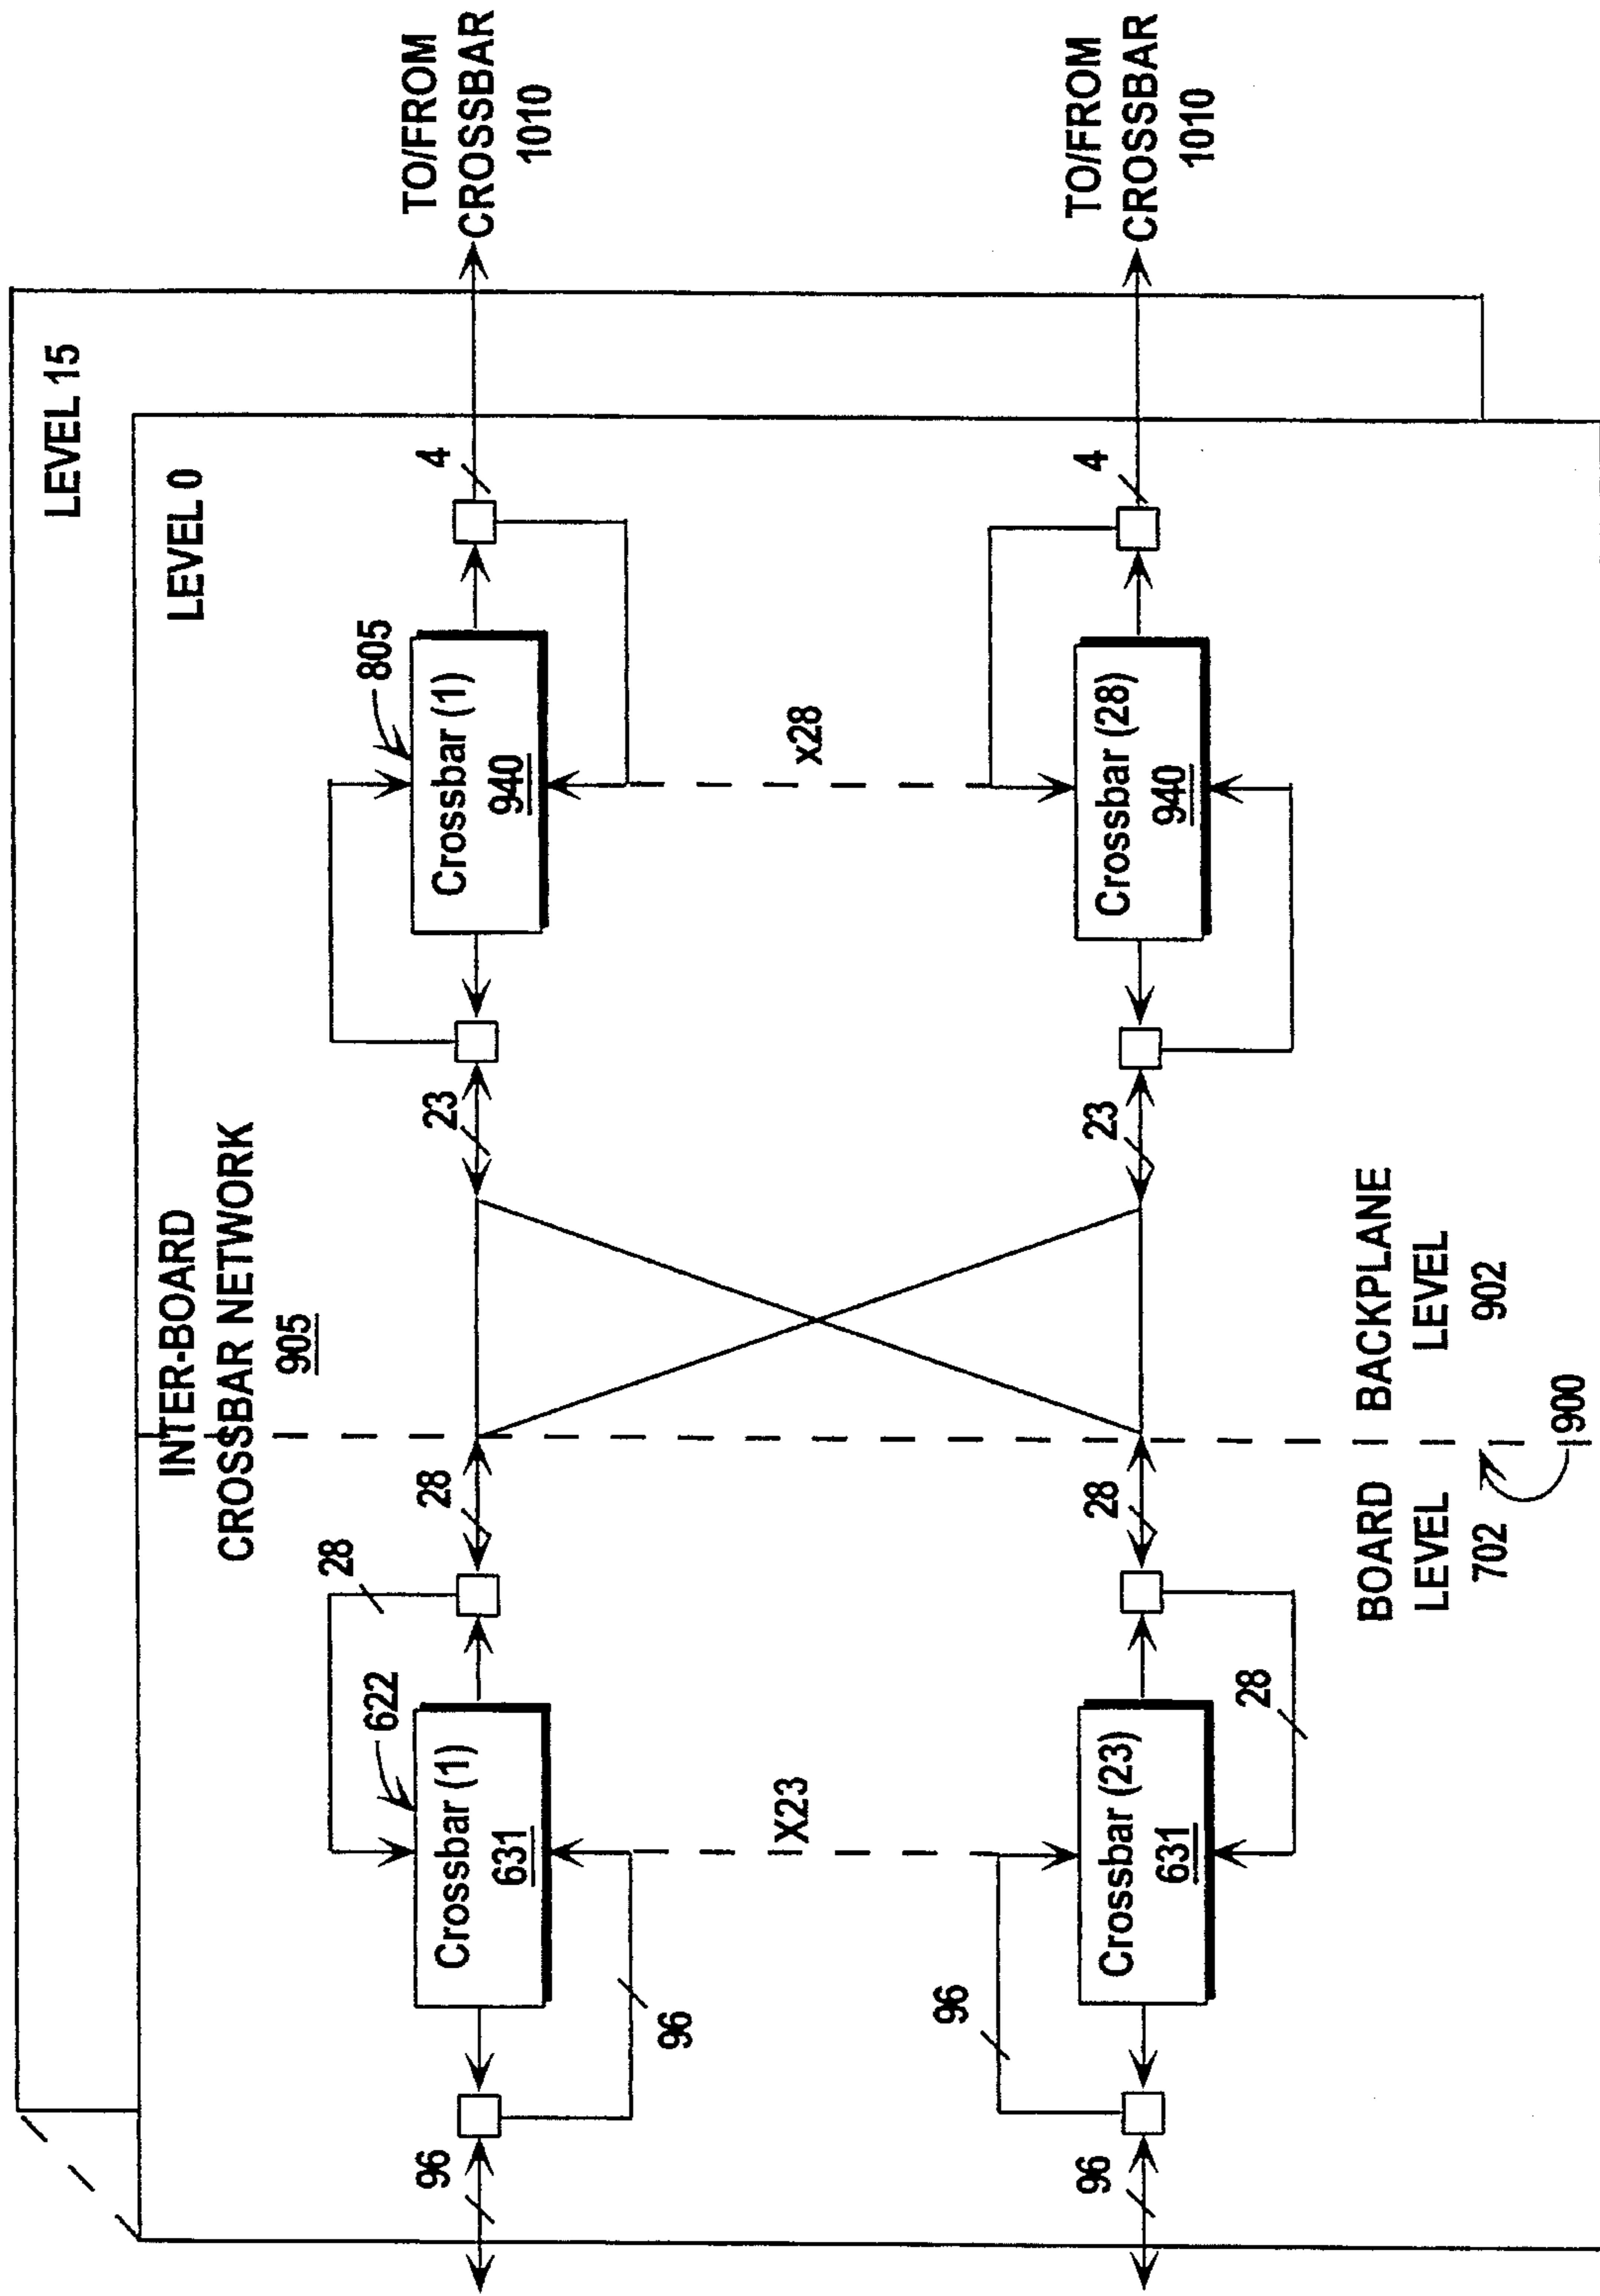 LEVEL 15
LEVEL 0
INTER-BOARD
CROSSBAR NETWORK
905
28
622
805
96
Crossbar (1)
631
28
23
Crossbar (1)
940
4
TO/FROM
CROSSBAR
1010
96
X23
x28
96
96
Crossbar (23)
631
28
28
23
Crossbar (28)
940
4
TO/FROM
CROSSBAR
1010
BOARD
LEVEL
702
BACKPLANE
LEVEL
902
900